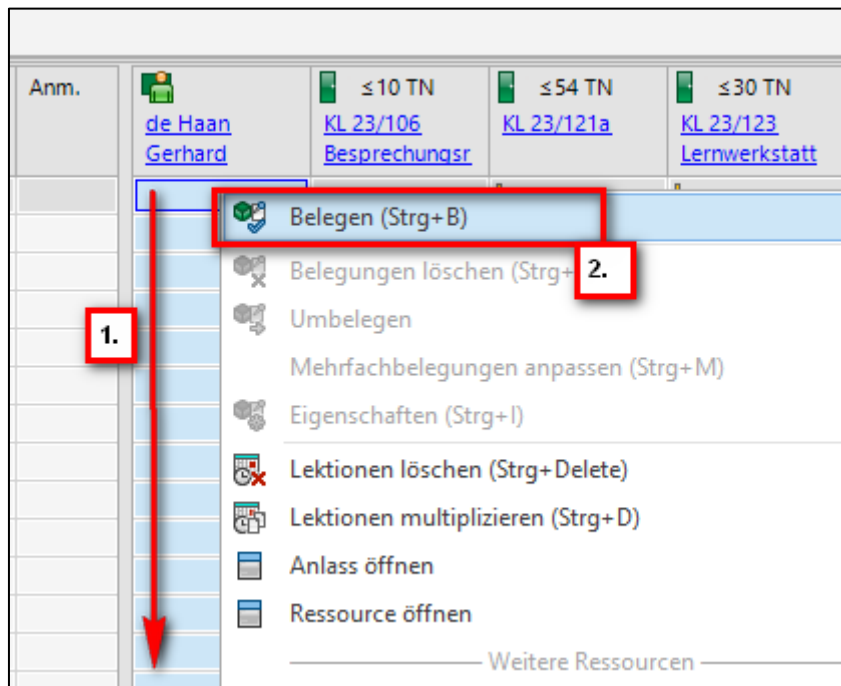 Anm.
≤10 TN
≤54 TN
≤30 TN
de Haan
KL 23/106
KL 23/121a
KL 23/123
Gerhard
Besprechungsr
Lernwerkstatt
Belegen (Strg+B)
Belegungen löschen (Strg+
2.
Umbelegen
1.
Mehrfachbelegungen anpassen (Strg+M)
Eigenschaften (Strg+I)
Lektionen löschen (Strg+Delete)
Lektionen multiplizieren (Strg+D)
Anlass öffnen
Ressource öffnen
Weitere Ressourcen